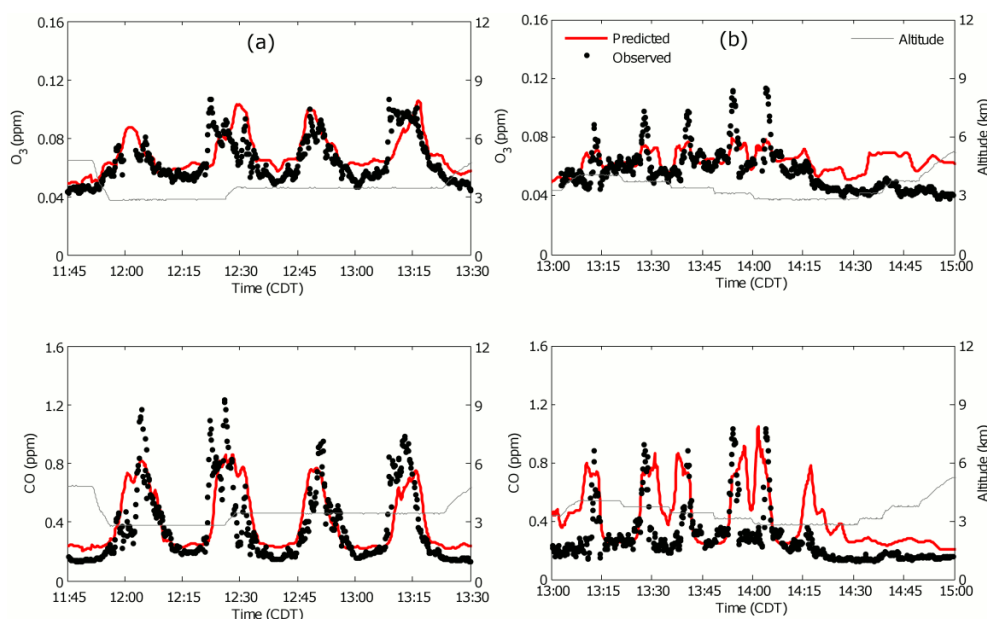 (a)
0.16
0.12
0.08
0.04
0
O3 (ppm)
12
9
6
3
0
Altitude (km)
11:45 12:00 12:15 12:30 12:45 13:00 13:15 13:30
Time (CDT)
(b)
Predicted
Observed
Altitude
0.16
0.12
0.08
0.04
0
O3 (ppm)
12
9
6
3
0
Altitude (km)
13:00 13:15 13:30 13:45 14:00 14:15 14:30 14:45 15:00
Time (CDT)
1.6
1.2
0.8
0.4
0
CO (ppm)
12
9
6
3
0
Altitude (km)
11:45 12:00 12:15 12:30 12:45 13:00 13:15 13:30
Time (CDT)
1.6
1.2
0.8
0.4
0
CO (ppm)
12
9
6
3
0
Altitude (km)
13:00 13:15 13:30 13:45 14:00 14:15 14:30 14:45 15:00
Time (CDT)